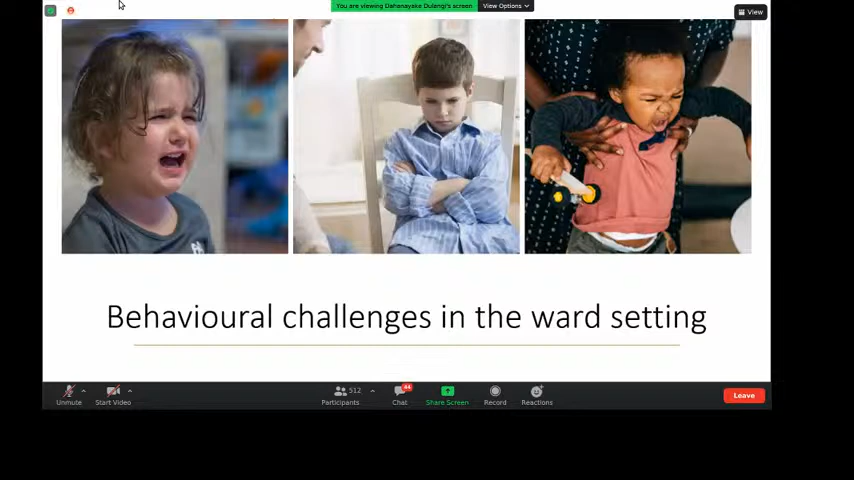 You are viewing Dahanayake Dulangi's screen
View Options
View
Behavioural challenges in the ward setting
Unmute
Start Video
512
Participants
44
Chat
Share Screen
Record
Reactions
Leave